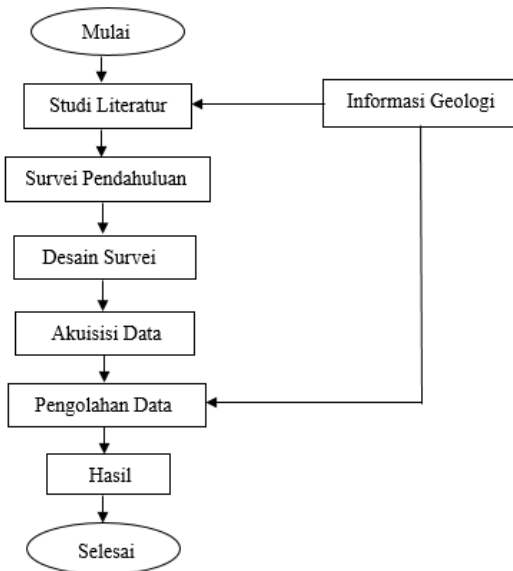 Mulai
Studi Literatur
Informasi Geologi
Survei Pendahuluan
Desain Survei
Akuisisi Data
Pengolahan Data
Hasil
Selesai